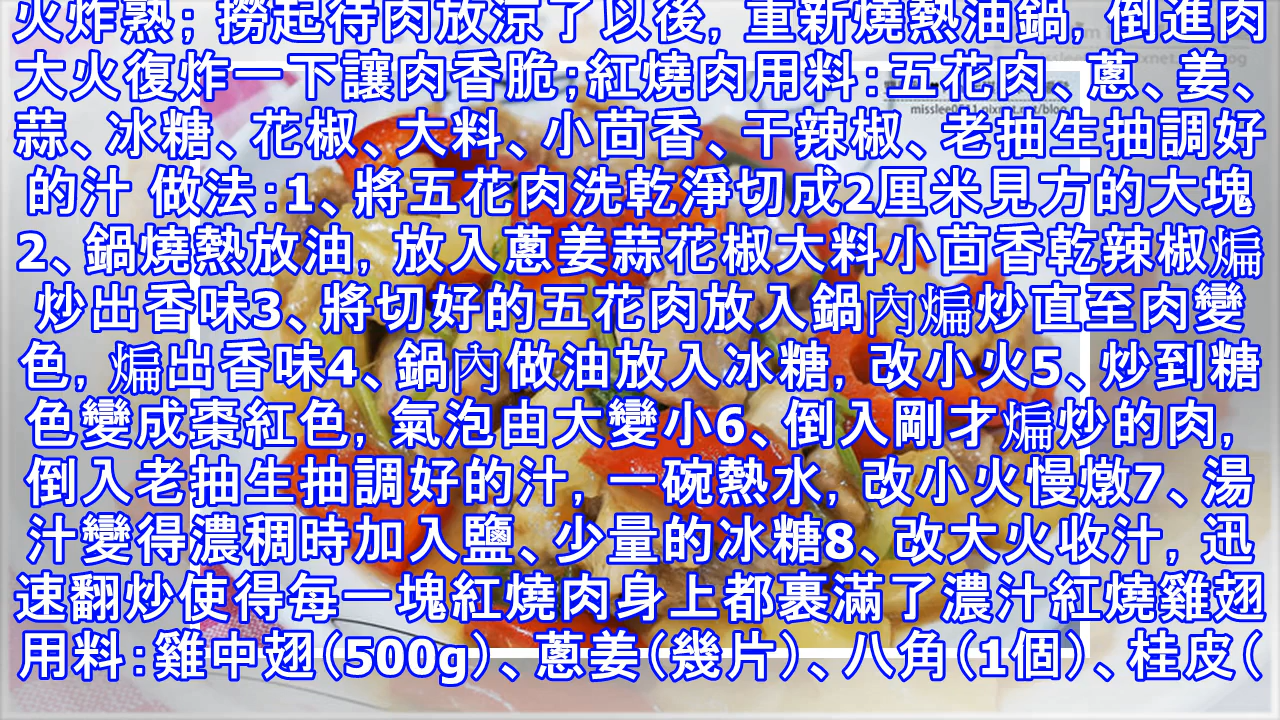 火炸熟；撈起待肉放涼了以後，重新燒熱油鍋，倒進肉
大火復炸一下讓肉香脆；紅燒肉用料：五花肉、蔥、姜、
蒜、冰糖、花椒、大料、小茴香、干辣椒、老抽生抽調好
的汁 做法：1、將五花肉洗乾淨切成2厘米見方的大塊
2、鍋燒熱放油，放入蔥姜蒜花椒大料小茴香乾辣椒煸
炒出香味3、將切好的五花肉放入鍋內煸炒直至肉變
色，煸出香味4、鍋內做油放入冰糖，改小火5、炒到糖
色變成棗紅色，氣泡由大變小6、倒入剛才煸炒的肉，
倒入老抽生抽調好的汁，一碗熱水，改小火慢燉7、湯
汁變得濃稠時加入鹽、少量的冰糖8、改大火收汁，迅
速翻炒使得每一塊紅燒肉身上都裹滿了濃汁紅燒雞翅
用料：雞中翅（500g）、蔥姜（幾片）、八角（1個）、桂皮（